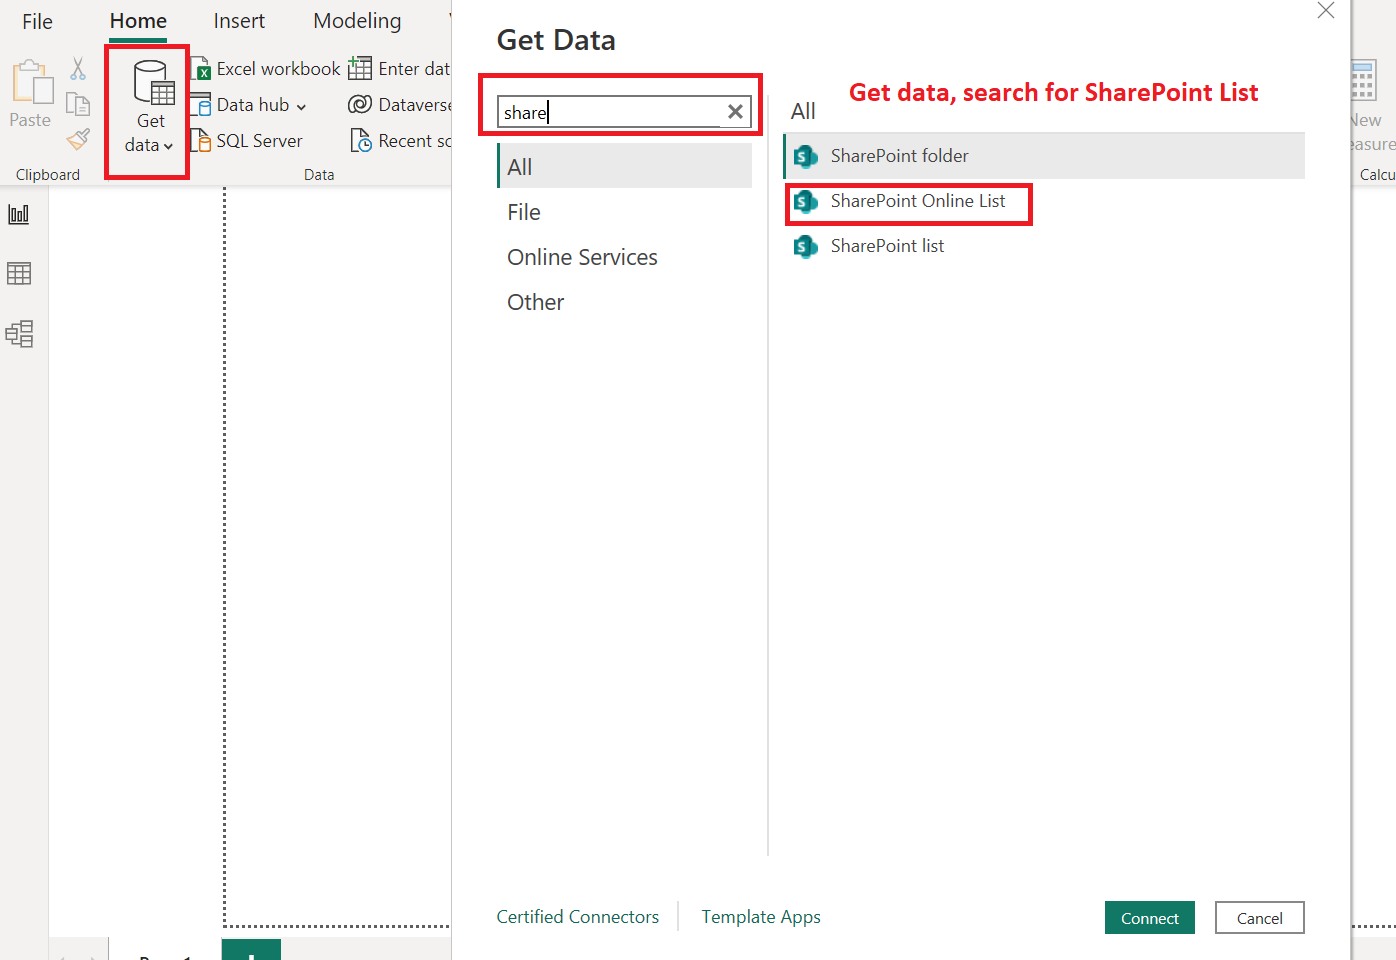 File
Home
Insert
Modeling
Paste
Get
data
Excel workbook
Data hub
SQL Server
Enter dat
Dataverse
Recent so
Clipboard
Data
Get Data
share
All
File
Online Services
Other
Get data, search for SharePoint List
All
SharePoint folder
SharePoint Online List
SharePoint list
New
easure
Calcu
Certified Connectors
Template Apps
Connect
Cancel